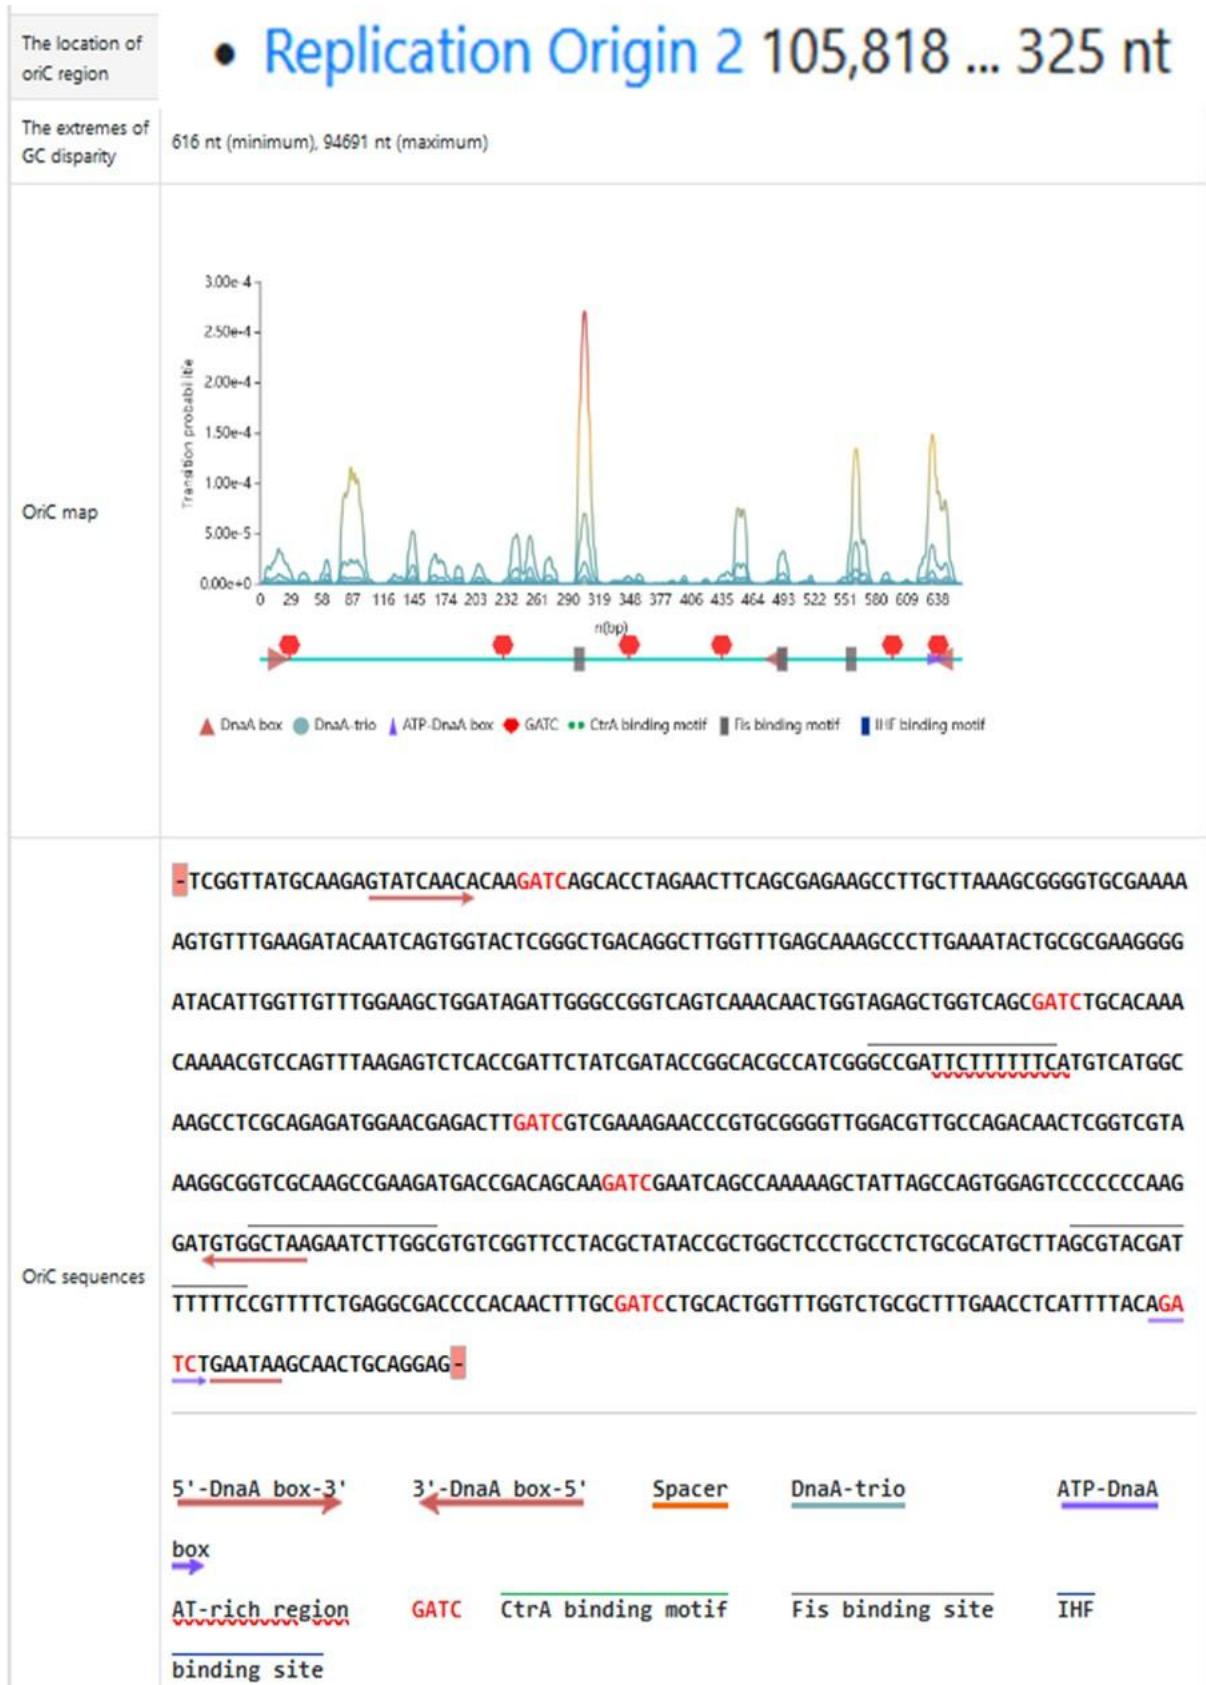 The location of
oriC region
• Replication Origin 2 105,818 ... 325 nt
The extremes of
GC disparity
616 nt (minimum), 94691 nt (maximum)
OriC map
Transition probabilitie
3.00e-4
2.50e-4
2.00e-4
1.50e-4
1.00e-4
5.00e-5
0.00e+0
0 29 58 87 116 145 174 203 232 261 290 319 348 377 406 435 464 493 522 551 580 609 638
n(bp)
DnaA box DnaA-trio ATP-DnaA box GATC CtrA binding motif Fis binding motif IHF binding motif
OriC sequences
-TCGGTTATGCAAGAGTATCAACACAAGATCAGCACCTAGAACTTCAGCGAGAAGCCTTGCTTAAAGCGGGGTGCGAAAA
AGTGTTTGAAGATACAATCAGTGGTACTCGGGCTGACAGGCTTGGTTTGAGCAAAGCCCTTGAAATACTGCGCGAAGGGG
ATACATTGGTTGTTTGGAAGCTGGATAGATTGGGCCGGTCAGTCAAACAACTGGTAGAGCTGGTCAGCGATCTGCACAAA
CAAAACGTCCAGTTTAAGAGTCTCACCGATTCTATCGATACCGGCACGCCATCGGGCCGATTCTTTTTTCATGTCATGGC
AAGCCTCGCAGAGATGGAACGAGACTTGATCGTCGAAAGAACCCGTGCGGGGTTGGACGTTGCCAGACAACTCGGTCGTA
AAGGCGGTCGCAAGCCGAAGATGACCGACAGCAAGATCGAATCAGCCAAAAAGCTATTAGCCAGTGGAGTCCCCCCCAAG
GATGTGGCTAAGAATCTTGGCGTGTCGGTTCCTACGCTATACCGCTGGCTCCCTGCCTCTGCGCATGCTTAGCGTACGAT
TTTTTCCGTTTTCTGAGGCGACCCCACAACTTTGCGATCCTGCACTGGTTTGGTCTGCGCTTTGAACCTCATTTTACAGA
TCTGAATAAGCAACTGCAGGAG-
5'-DnaA box-3' 3'-DnaA box-5' Spacer DnaA-trio ATP-DnaA
box
AT-rich region GATC CtrA binding motif Fis binding site IHF
binding site